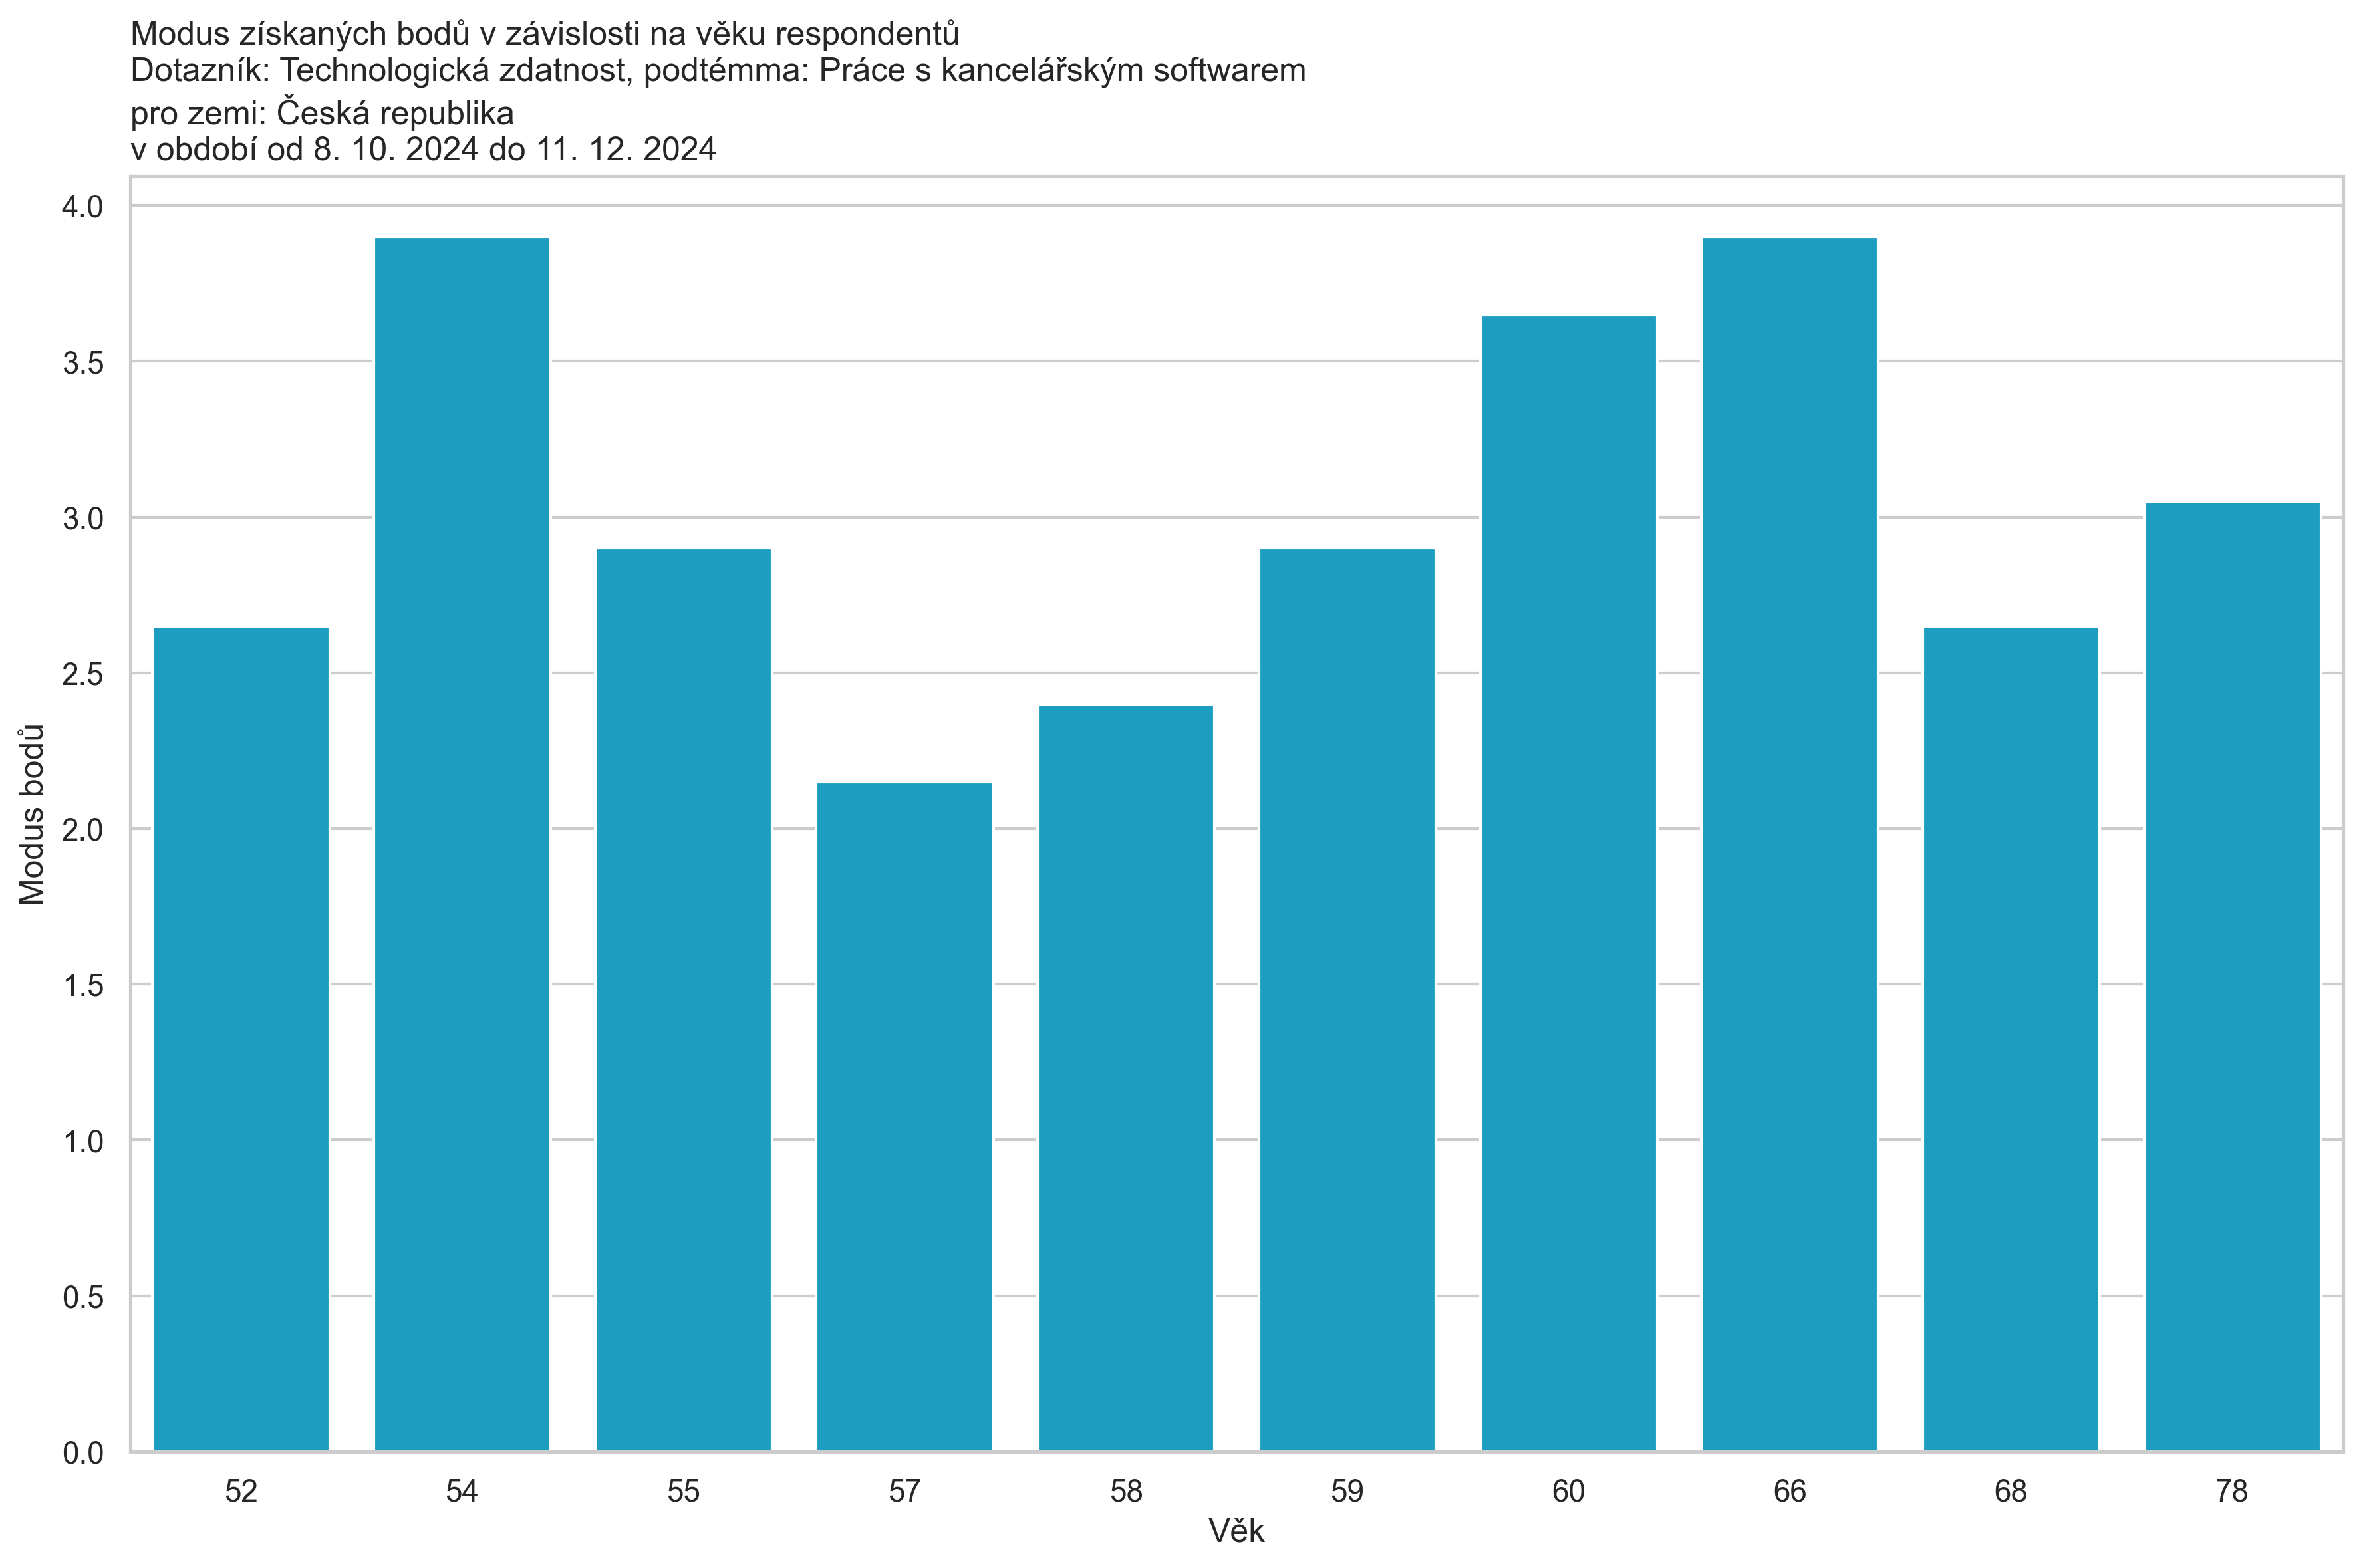 Modus získaných bodů v závislosti na věku respondentů
Dotazník: Technologická zdatnost, podtémma: Práce s kancelářským softwarem
pro zemi: Česká republika
v období od 8. 10. 2024 do 11. 12. 2024
4.0
3.5
3.0
2.5
2.0
1.5
1.0
0.5
0.0
Modus bodů
52 54 55 57 58 59 60 66 68 78
Věk